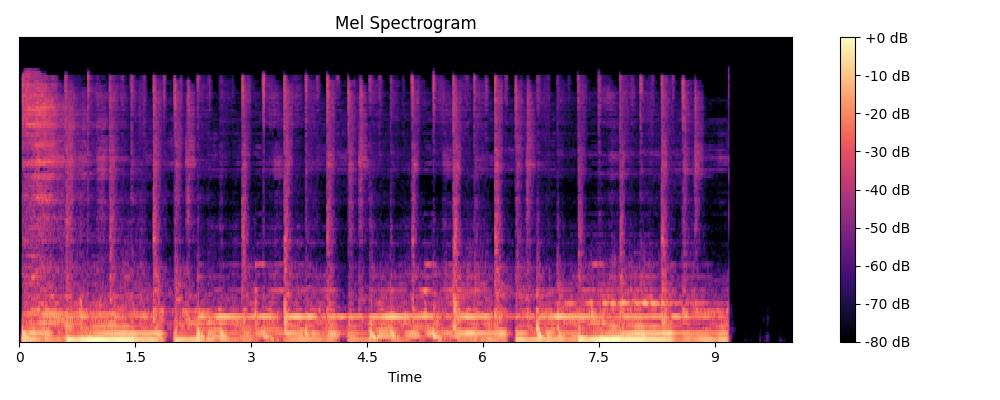 Mel Spectrogram
+0 dB
-10 dB
-20 dB
-30 dB
-40 dB
-50 dB
-60 dB
-70 dB
-80 dB
0 1.5 3 4.5 6 7.5 9
Time